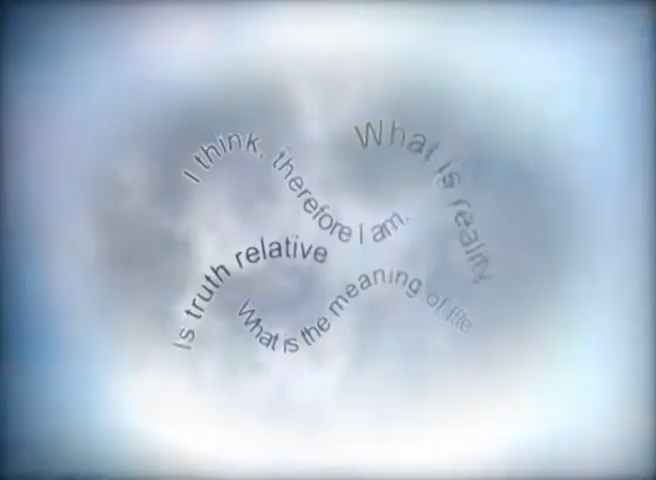 I think, therefore I am.
What is reality
Is truth relative
What is the meaning of life